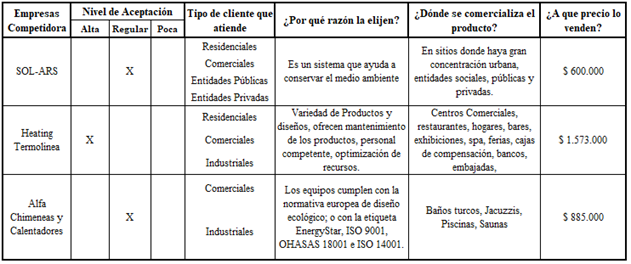 Empresas Competidora
Nivel de Aceptación
Alta
Regular
Poca
Tipo de cliente que atiende
¿Por qué razón la elijen?
¿Dónde se comercializa el producto?
¿A que precio lo venden?
SOL-ARS
X
Residenciales
Comerciales
Entidades Públicas
Entidades Privadas
Es un sistema que ayuda a
conservar el medio ambiente
En sitios donde haya gran
concentración urbana,
entidades sociales, públicas y
privadas.
$ 600.000
Heating
Termolinea
X
Residenciales
Comerciales
Industriales
Variedad de Productos y
diseños, ofrecen mantenimiento
de los productos, personal
competente, optimización de
recursos.
Centros Comerciales,
restaurantes, hogares, bares,
exhibiciones, spa, ferias, cajas
de compensación, bancos,
embajadas,
$ 1.573.000
Alfa
Chimeneas y
Calentadores
X
Comerciales
Industriales
Los equipos cumplen con la
normativa europea de diseño
ecológico; o con la etiqueta
EnergyStar, ISO 9001,
OHASAS 18001 e ISO 14001.
Baños turcos, Jacuzzis,
Piscinas, Saunas
$ 885.000